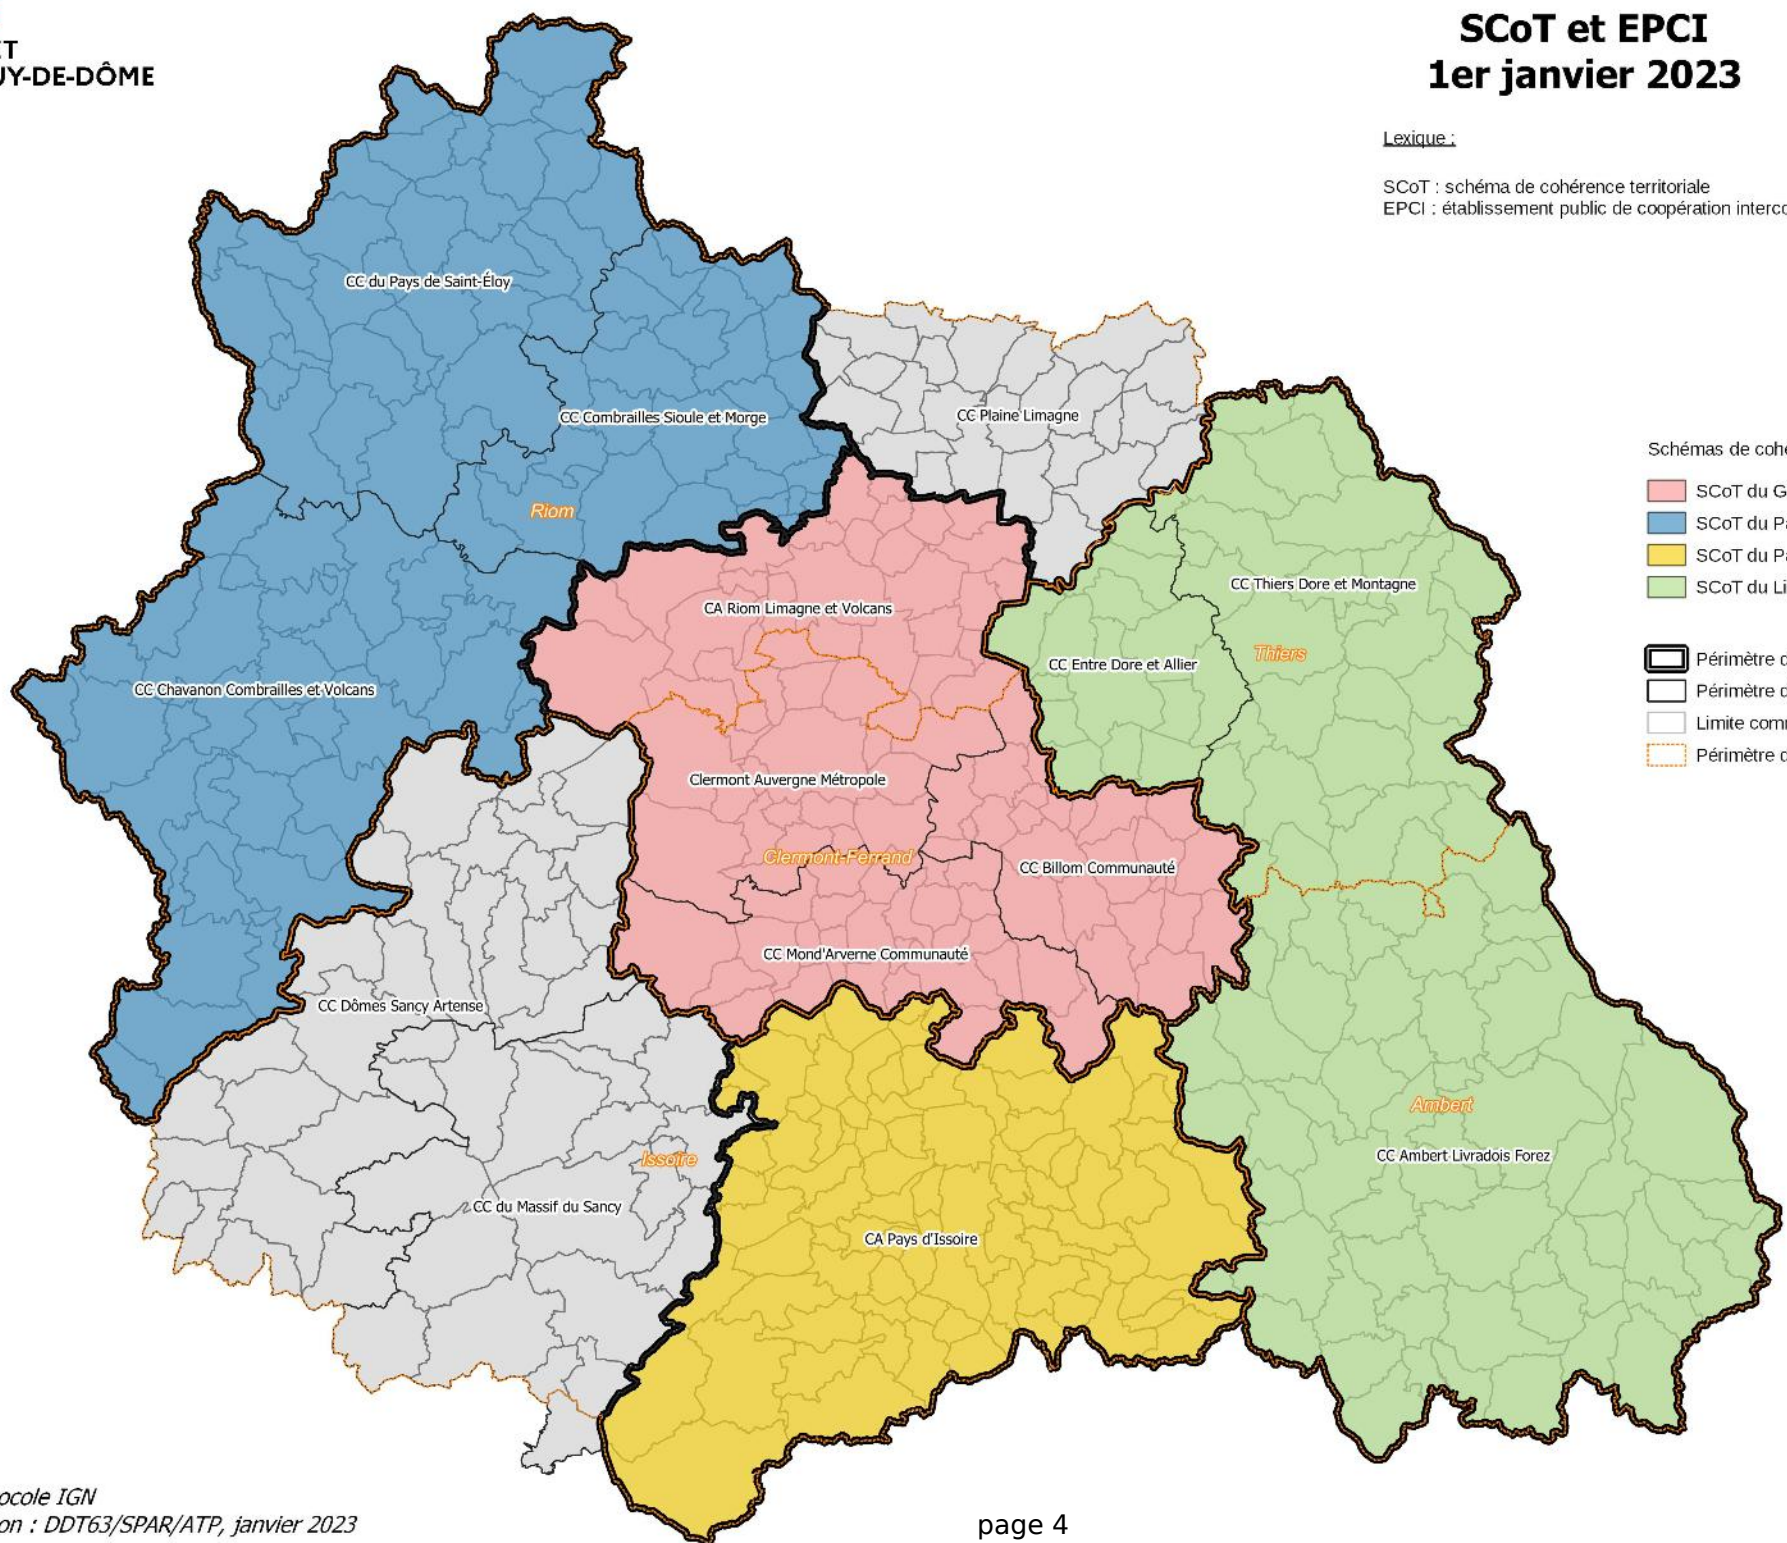 SCoT et EPCI
1er janvier 2023
UY-DE-DÔME
Lexique :
SCoT : schéma de cohérence territoriale
EPCI : établissement public de coopération
CC du Pays de Saint-Éloy
CC Combrailles Sioule et Morge
CC Plaine Limagne
Schémas de
SCoT du G
Riom
SCoT du Pa
SCoT du Pa
CC Thiers Dore et Montagne
SCoT du Li
CA Riom Limagne et Volcans
Thiers
CC Entre Dore et Allier
Périmètre d
CC Chavanon Combrailles et Volcans
Périmètre d
Limite com
Périmètre d
Clermont Auvergne Métropole
Clermont-Ferrand
CC Billom Communauté
CC Mond'Arverne Communauté
CC Dômes Sancy Artense
Ambert
CC Ambert Livradois Forez
Issoire
CC du Massif du Sancy
CA Pays d'Issoire
ocole IGN
on : DDT63/SPAR/ATP, janvier 2023
page 4